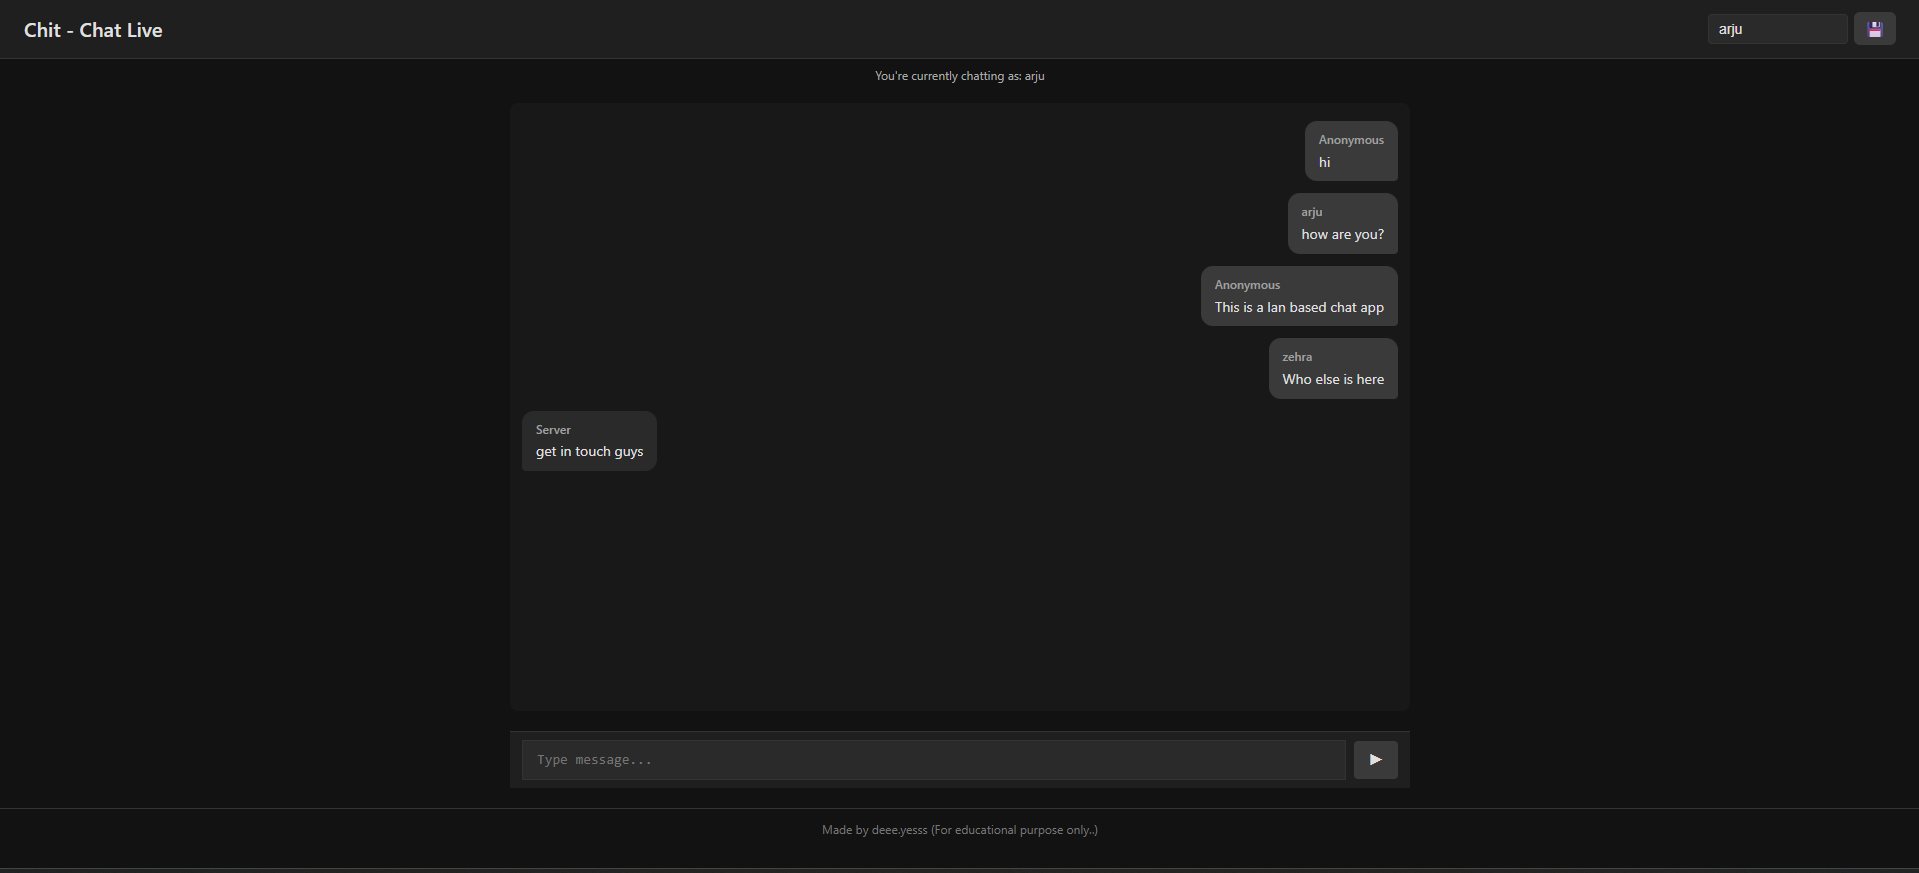 Chit - Chat Live
arju
You're currently chatting as: arju
Anonymous
hi
arju
how are you?
Anonymous
This is a lan based chat app
zehra
Who else is here
Server
get in touch guys
Type message...
Made by deee.yesss (For educational purpose only..)